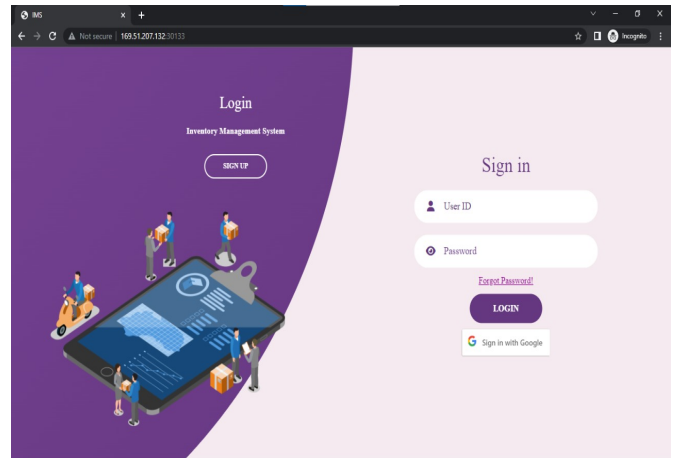 IMS
Not secure | 169.51.207.132:30133
Incognito
Login
Inventory Management System
SIGN UP
Sign in
User ID
Password
Forgot Password!
LOGIN
Sign in with Google